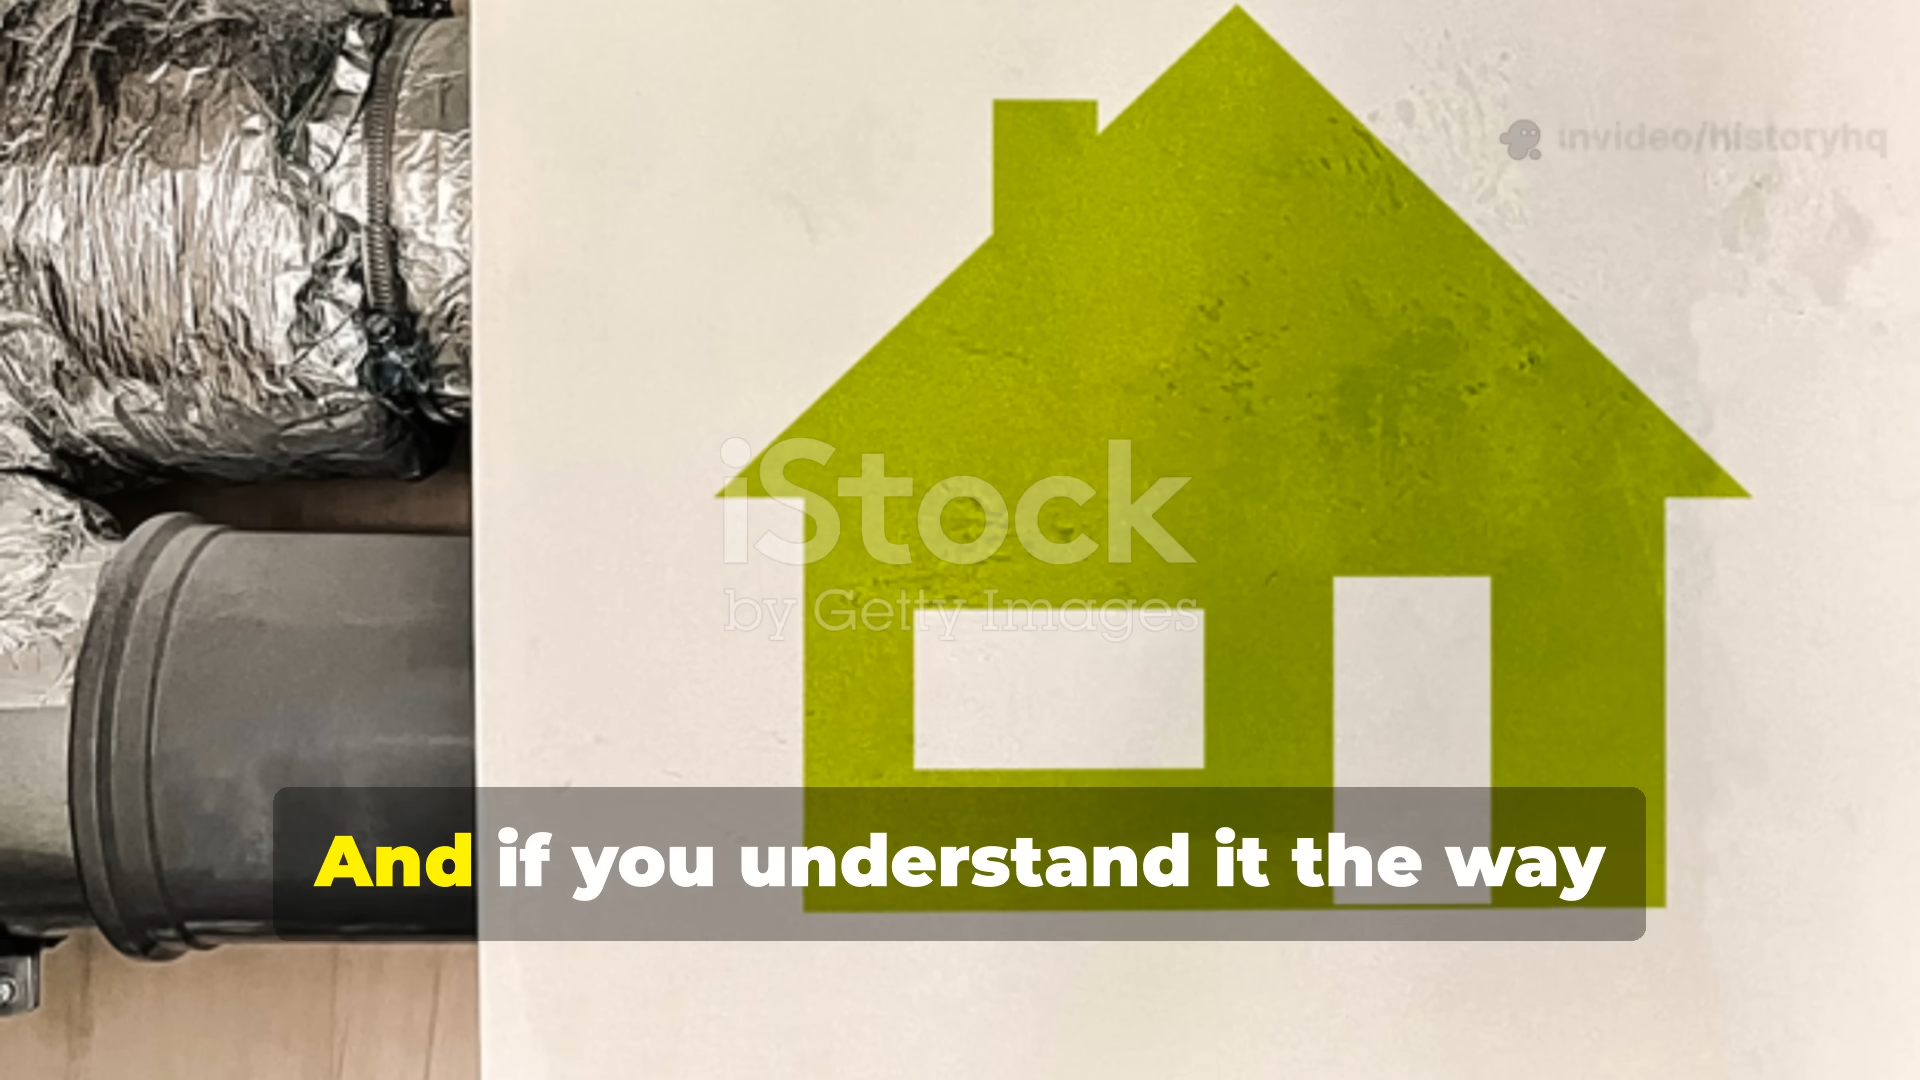 invideo/historyhq
iStock
by Getty Images
And if you understand it the way